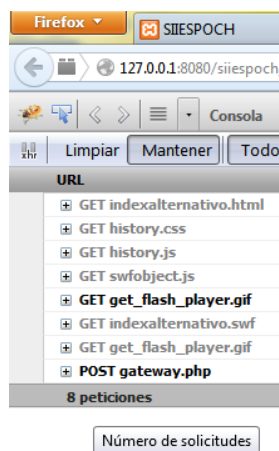 Firefox
SIIESPOCH
127.0.0.1:8080/siiespoch
Consola
xhr Limpiar Mantener Todo
URL
GET indexalternativo.html
GET history.css
GET history.js
GET swfobject.js
GET get_flash_player.gif
GET indexalternativo.swf
GET get_flash_player.gif
POST gateway.php
8 peticiones
Número de solicitudes